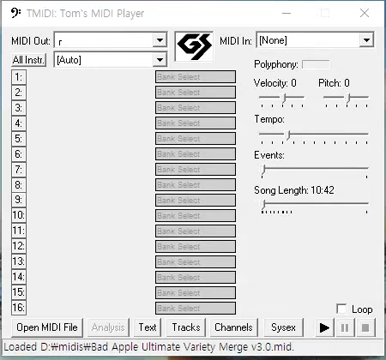 TMIDI: Tom's MIDI Player
MIDI Out: r
GS
MIDI In: [None]
All Instr. [Auto]
Polyphony:
Velocity: 0 Pitch: 0
Tempo:
Events:
Song Length: 10:42
1: Bank Select
2: Bank Select
3: Bank Select
4: Bank Select
5: Bank Select
6: Bank Select
7: Bank Select
8: Bank Select
9: Bank Select
10: Bank Select
11: Bank Select
12: Bank Select
13: Bank Select
14: Bank Select
15: Bank Select
16: Bank Select
Loop
Open MIDI File Analysis Text Tracks Channels Sysex
Loaded D:₩midis₩Bad Apple Ultimate Variety Merge v3.0.mid.